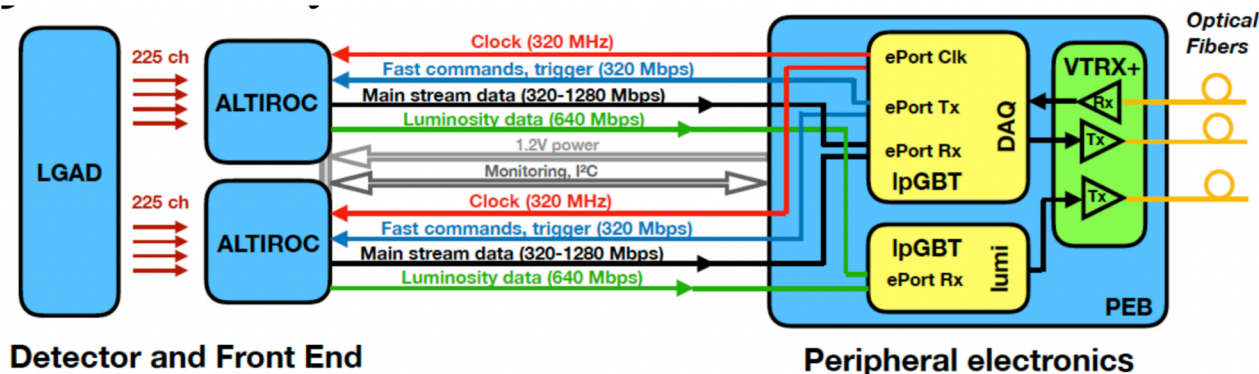 Optical
Fibers
LGAD
225 ch
225 ch
ALTIROC
ALTIROC
Clock (320 MHz)
Fast commands, trigger (320 Mbps)
Main stream data (320-1280 Mbps)
Luminosity data (640 Mbps)
1.2V power
Monitoring, I²C
Clock (320 MHz)
Fast commands, trigger (320 Mbps)
Main stream data (320-1280 Mbps)
Luminosity data (640 Mbps)
ePort Clk
ePort Tx
ePort Rx
lpGBT
DAQ
lpGBT
ePort Rx
lumi
VTRX+
Rx
Tx
Tx
PEB
Detector and Front End
Peripheral electronics